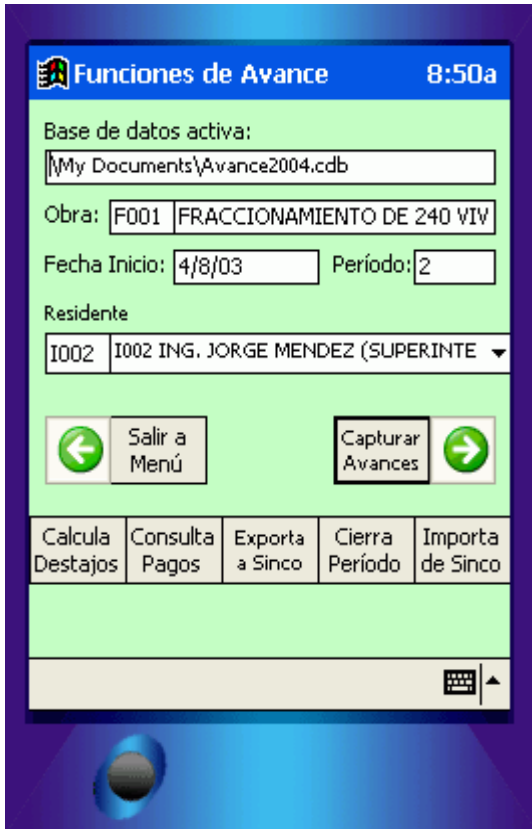 Funciones de Avance 8:50a
Base de datos activa:
\My Documents\Avance2004.cdb
Obra: F001 FRACCIONAMIENTO DE 240 VIV
Fecha Inicio: 4/8/03 Período: 2
Residente
I002 I002 ING. JORGE MENDEZ (SUPERINTE
Salir a Menú
Capturar Avances
Calcula Destajos
Consulta Pagos
Exporta a Sinco
Cierra Período
Importa de Sinco